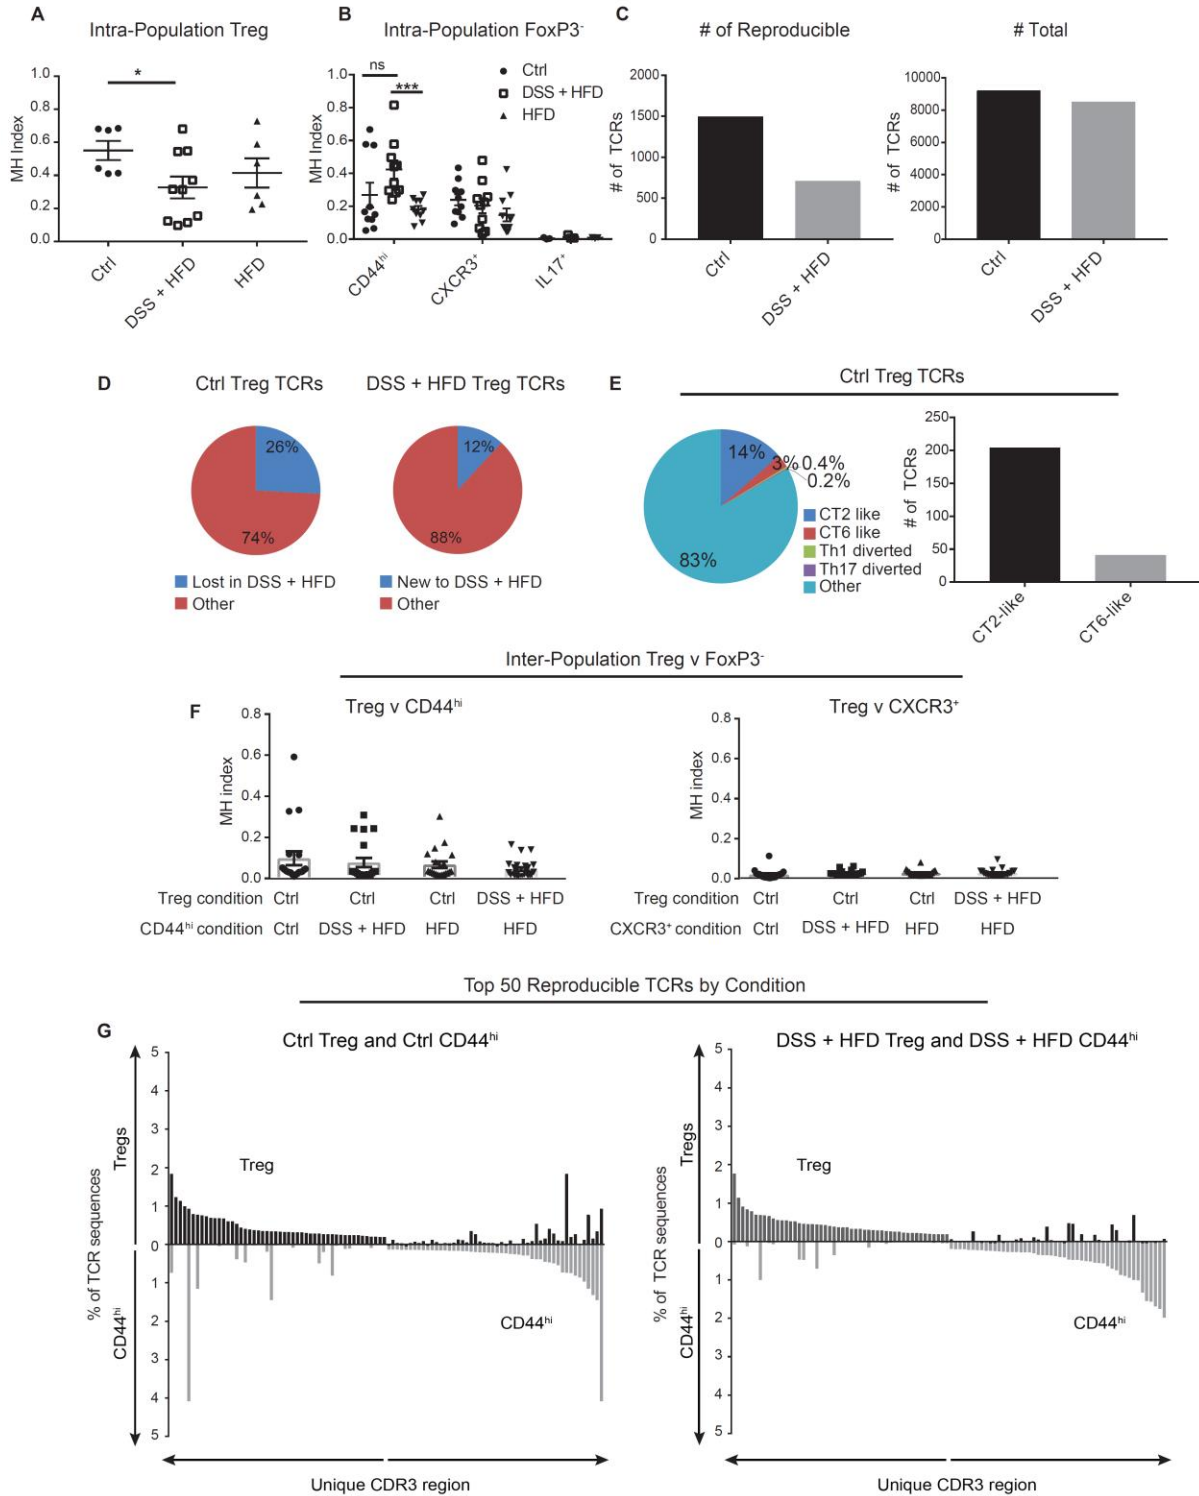 A
Intra-Population Treg
MH Index
1.0
0.8
0.6
0.4
0.2
0.0
*
Ctrl
DSS + HFD
HFD
B
Intra-Population FoxP3-
MH Index
1.0
0.8
0.6
0.4
0.2
0.0
ns
***
Ctrl
DSS + HFD
HFD
CD44hi
CXCR3+
IL17+
C
# of Reproducible
# of TCRs
2000
1500
1000
500
0
Ctrl
DSS + HFD
# Total
# of TCRs
10000
8000
6000
4000
2000
0
Ctrl
DSS + HFD
D
Ctrl Treg TCRs
26%
74%
Lost in DSS + HFD
Other
DSS + HFD Treg TCRs
12%
88%
New to DSS + HFD
Other
E
Ctrl Treg TCRs
14%
3%
0.4%
0.2%
83%
CT2 like
CT6 like
Th1 diverted
Th17 diverted
Other
# of TCRs
250
200
150
100
50
0
CT2-like
CT6-like
Inter-Population Treg v FoxP3-
F
Treg v CD44hi
MH index
0.8
0.6
0.4
0.2
0.0
Treg condition Ctrl Ctrl Ctrl DSS + HFD
CD44hi condition Ctrl DSS + HFD HFD HFD
Treg v CXCR3+
MH index
0.8
0.6
0.4
0.2
0.0
Treg condition Ctrl Ctrl Ctrl DSS + HFD
CXCR3+ condition Ctrl DSS + HFD HFD HFD
Top 50 Reproducible TCRs by Condition
G
Ctrl Treg and Ctrl CD44hi
% of TCR sequences
Tregs
CD44hi
5
4
3
2
1
0
1
2
3
4
5
Treg
CD44hi
Unique CDR3 region
DSS + HFD Treg and DSS + HFD CD44hi
% of TCR sequences
Tregs
CD44hi
5
4
3
2
1
0
1
2
3
4
5
Treg
CD44hi
Unique CDR3 region